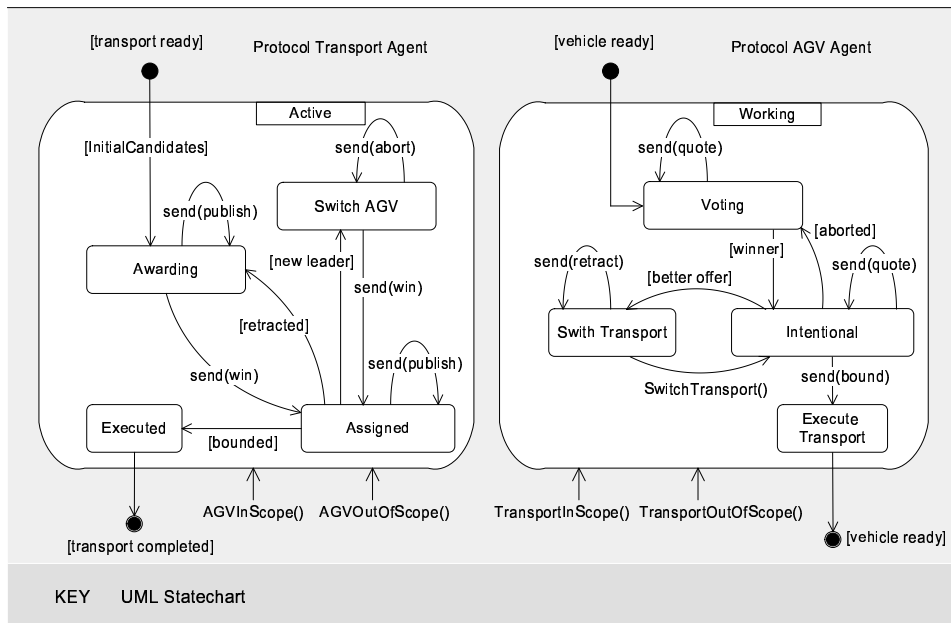 [transport ready]
Protocol Transport Agent
Active
[InitialCandidates]
send(abort)
Switch AGV
send(publish)
Awarding
[new leader]
send(win)
[retracted]
send(publish)
send(win)
Executed
Assigned
[bounded]
AGVInScope()
AGVOutOfScope()
[transport completed]
[vehicle ready]
Protocol AGV Agent
Working
send(quote)
Voting
[aborted]
[winner]
send(retract)
[better offer]
send(quote)
Swith Transport
Intentional
send(bound)
SwitchTransport()
Execute
Transport
TransportInScope()
TransportOutOfScope()
[vehicle ready]
KEY UML Statechart